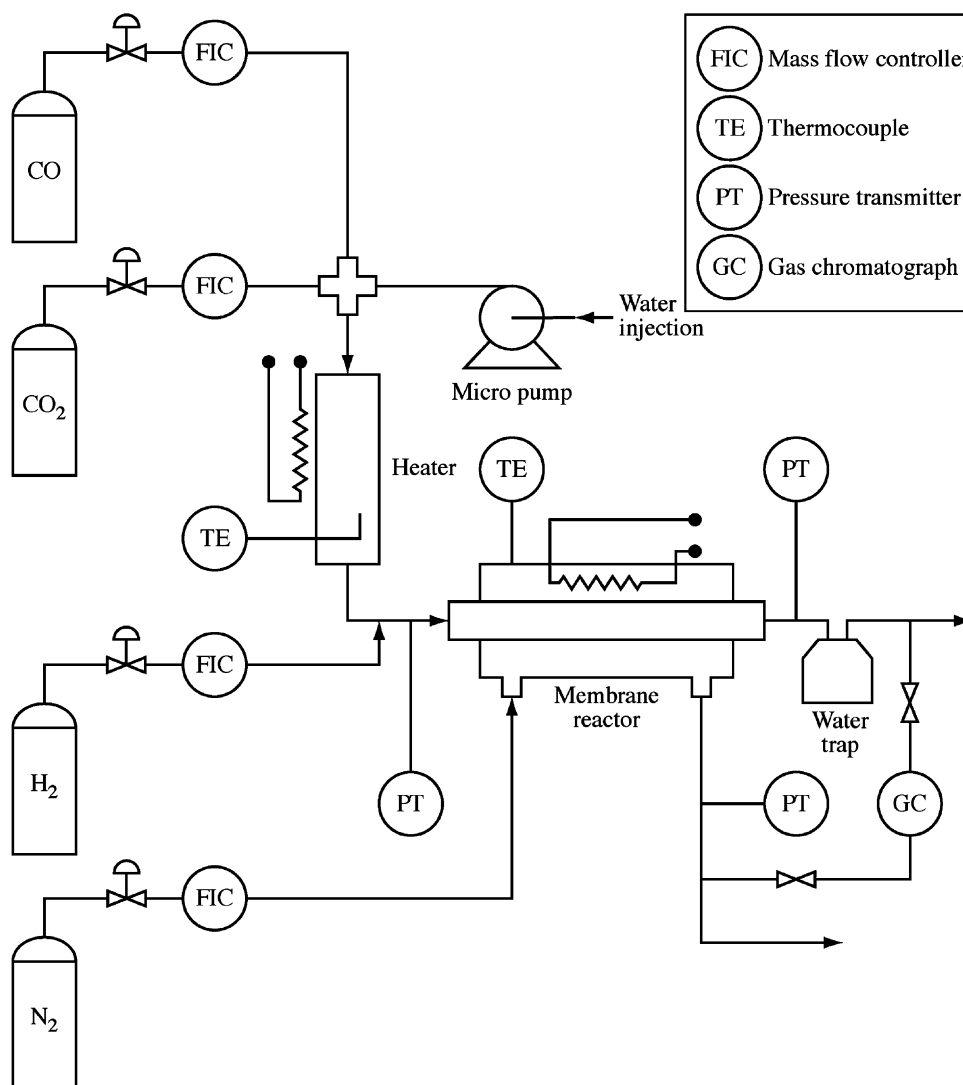 FIC
CO
FIC Mass flow controller
TE Thermocouple
PT Pressure transmitter
GC Gas chromatograph
FIC
CO2
Water
injection
Micro pump
Heater
TE
TE
PT
FIC
H2
PT
Membrane
reactor
Water
trap
PT
GC
FIC
N2